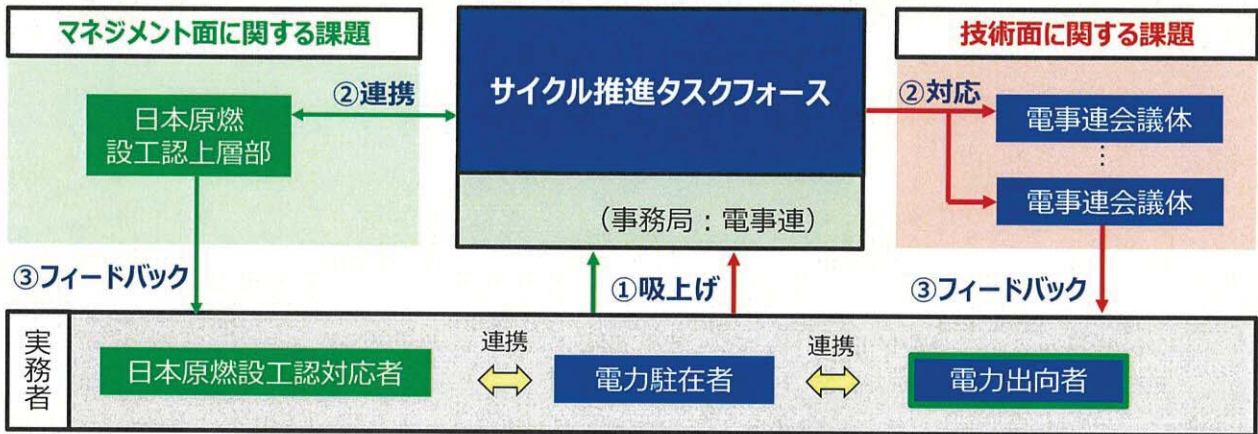 マネジメント面に関する課題
サイクル推進タスクフォース
（事務局：電事連）
技術面に関する課題
②連携
②対応
日本原燃
設工認上層部
電事連会議体
⋮
電事連会議体
③フィードバック
①吸上げ
③フィードバック
実務者
日本原燃設工認対応者
連携
電力駐在者
連携
電力出向者